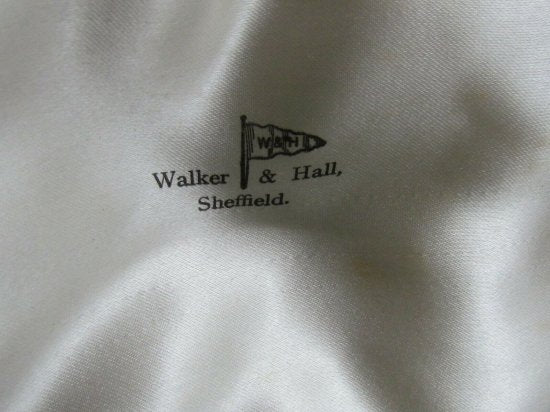 W&H
Walker & Hall,
Sheffield.